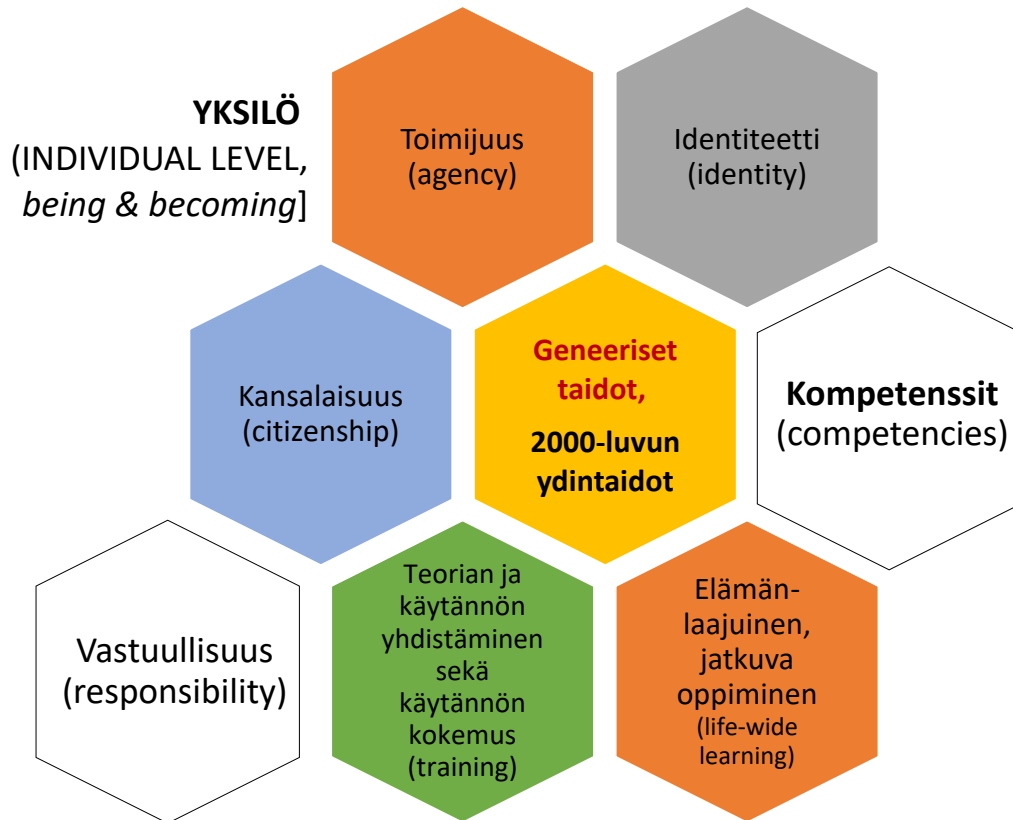 YKSILÖ
(INDIVIDUAL LEVEL,
being & becoming]
Toimijuus
(agency)
Identiteetti
(identity)
Kansalaisuus
(citizenship)
Geneeriset
taidot,
2000-luvun
ydintaidot
Kompetenssit
(competencies)
Vastuullisuus
(responsibility)
Teorian ja
käytännön
yhdistäminen
sekä
käytännön
kokemus
(training)
Elämän-
laajuinen,
jatkuva
oppiminen
(life-wide
learning)